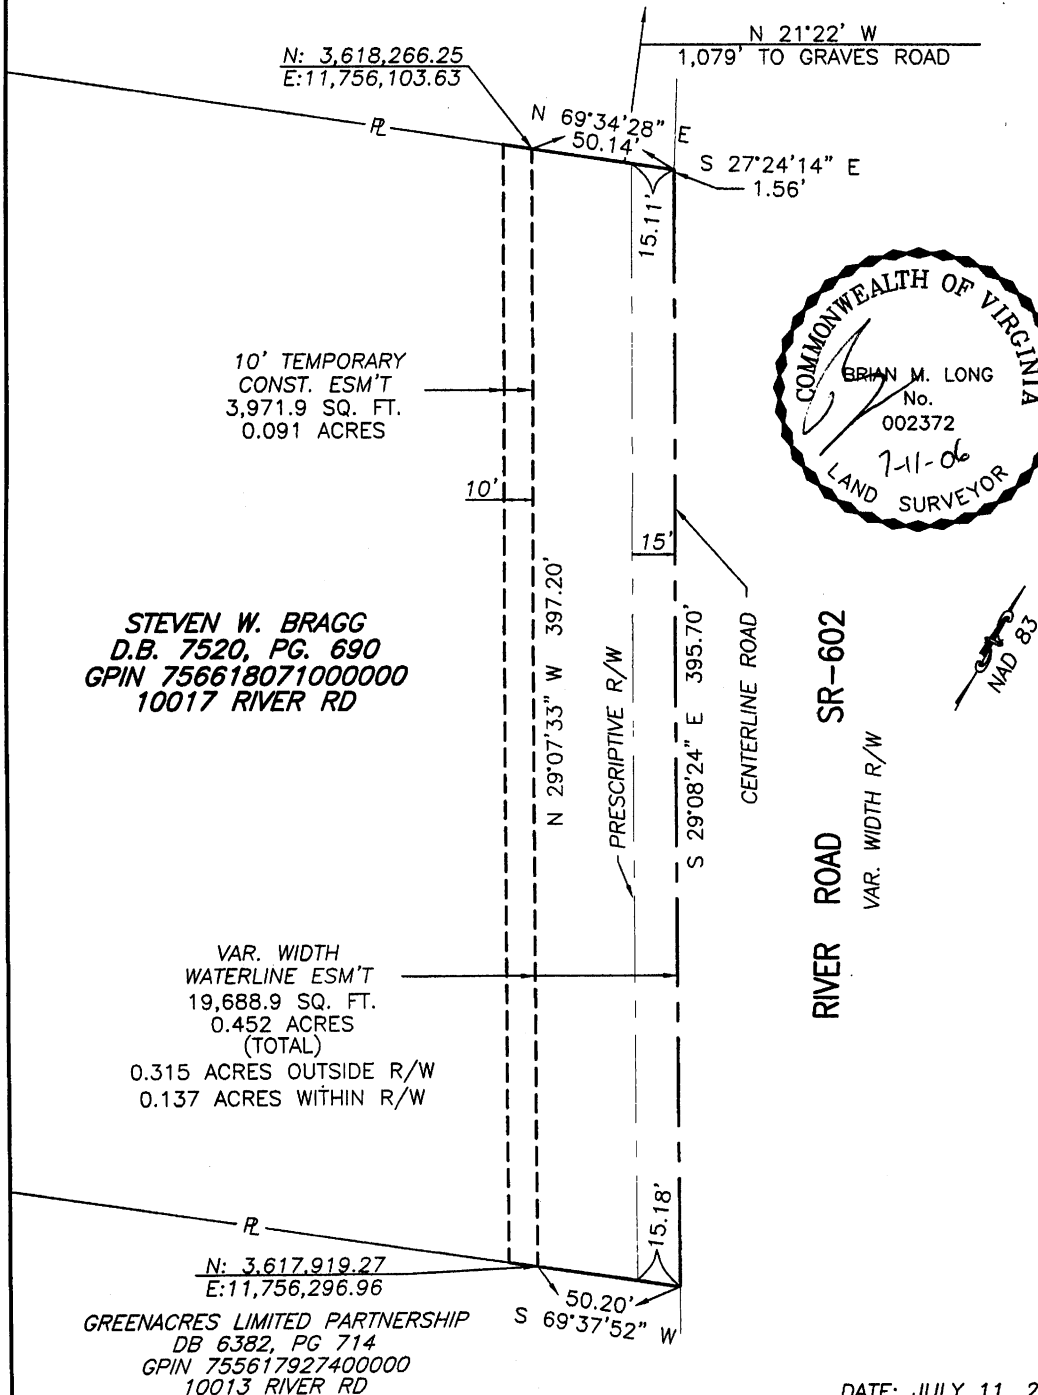 N 21°22' W
1,079' TO GRAVES ROAD
N: 3,618,266.25
E:11,756,103.63
N 69°34'28" E
50.14'
S 27°24'14" E
1.56'
PL
15.11'
COMMONWEALTH OF VIRGINIA
BRIAN M. LONG
No.
002372
7-11-06
LAND SURVEYOR
10' TEMPORARY
CONST. ESM'T
3,971.9 SQ. FT.
0.091 ACRES
10'
15'
N 29°07'33" W 397.20'
STEVEN W. BRAGG
D.B. 7520, PG. 690
GPIN 756618071000000
10017 RIVER RD
PRESCRIPTIVE R/W
S 29°08'24" E 395.70'
CENTERLINE ROAD
RIVER ROAD SR-602
VAR. WIDTH R/W
NAD 83
VAR. WIDTH
WATERLINE ESM'T
19,688.9 SQ. FT.
0.452 ACRES
(TOTAL)
0.315 ACRES OUTSIDE R/W
0.137 ACRES WITHIN R/W
15.18'
PL
N: 3,617,919.27
E:11,756,296.96
50.20'
S 69°37'52" W
GREENACRES LIMITED PARTNERSHIP
DB 6382, PG 714
GPIN 755617927400000
10013 RIVER RD
DATE: JULY 11, 2